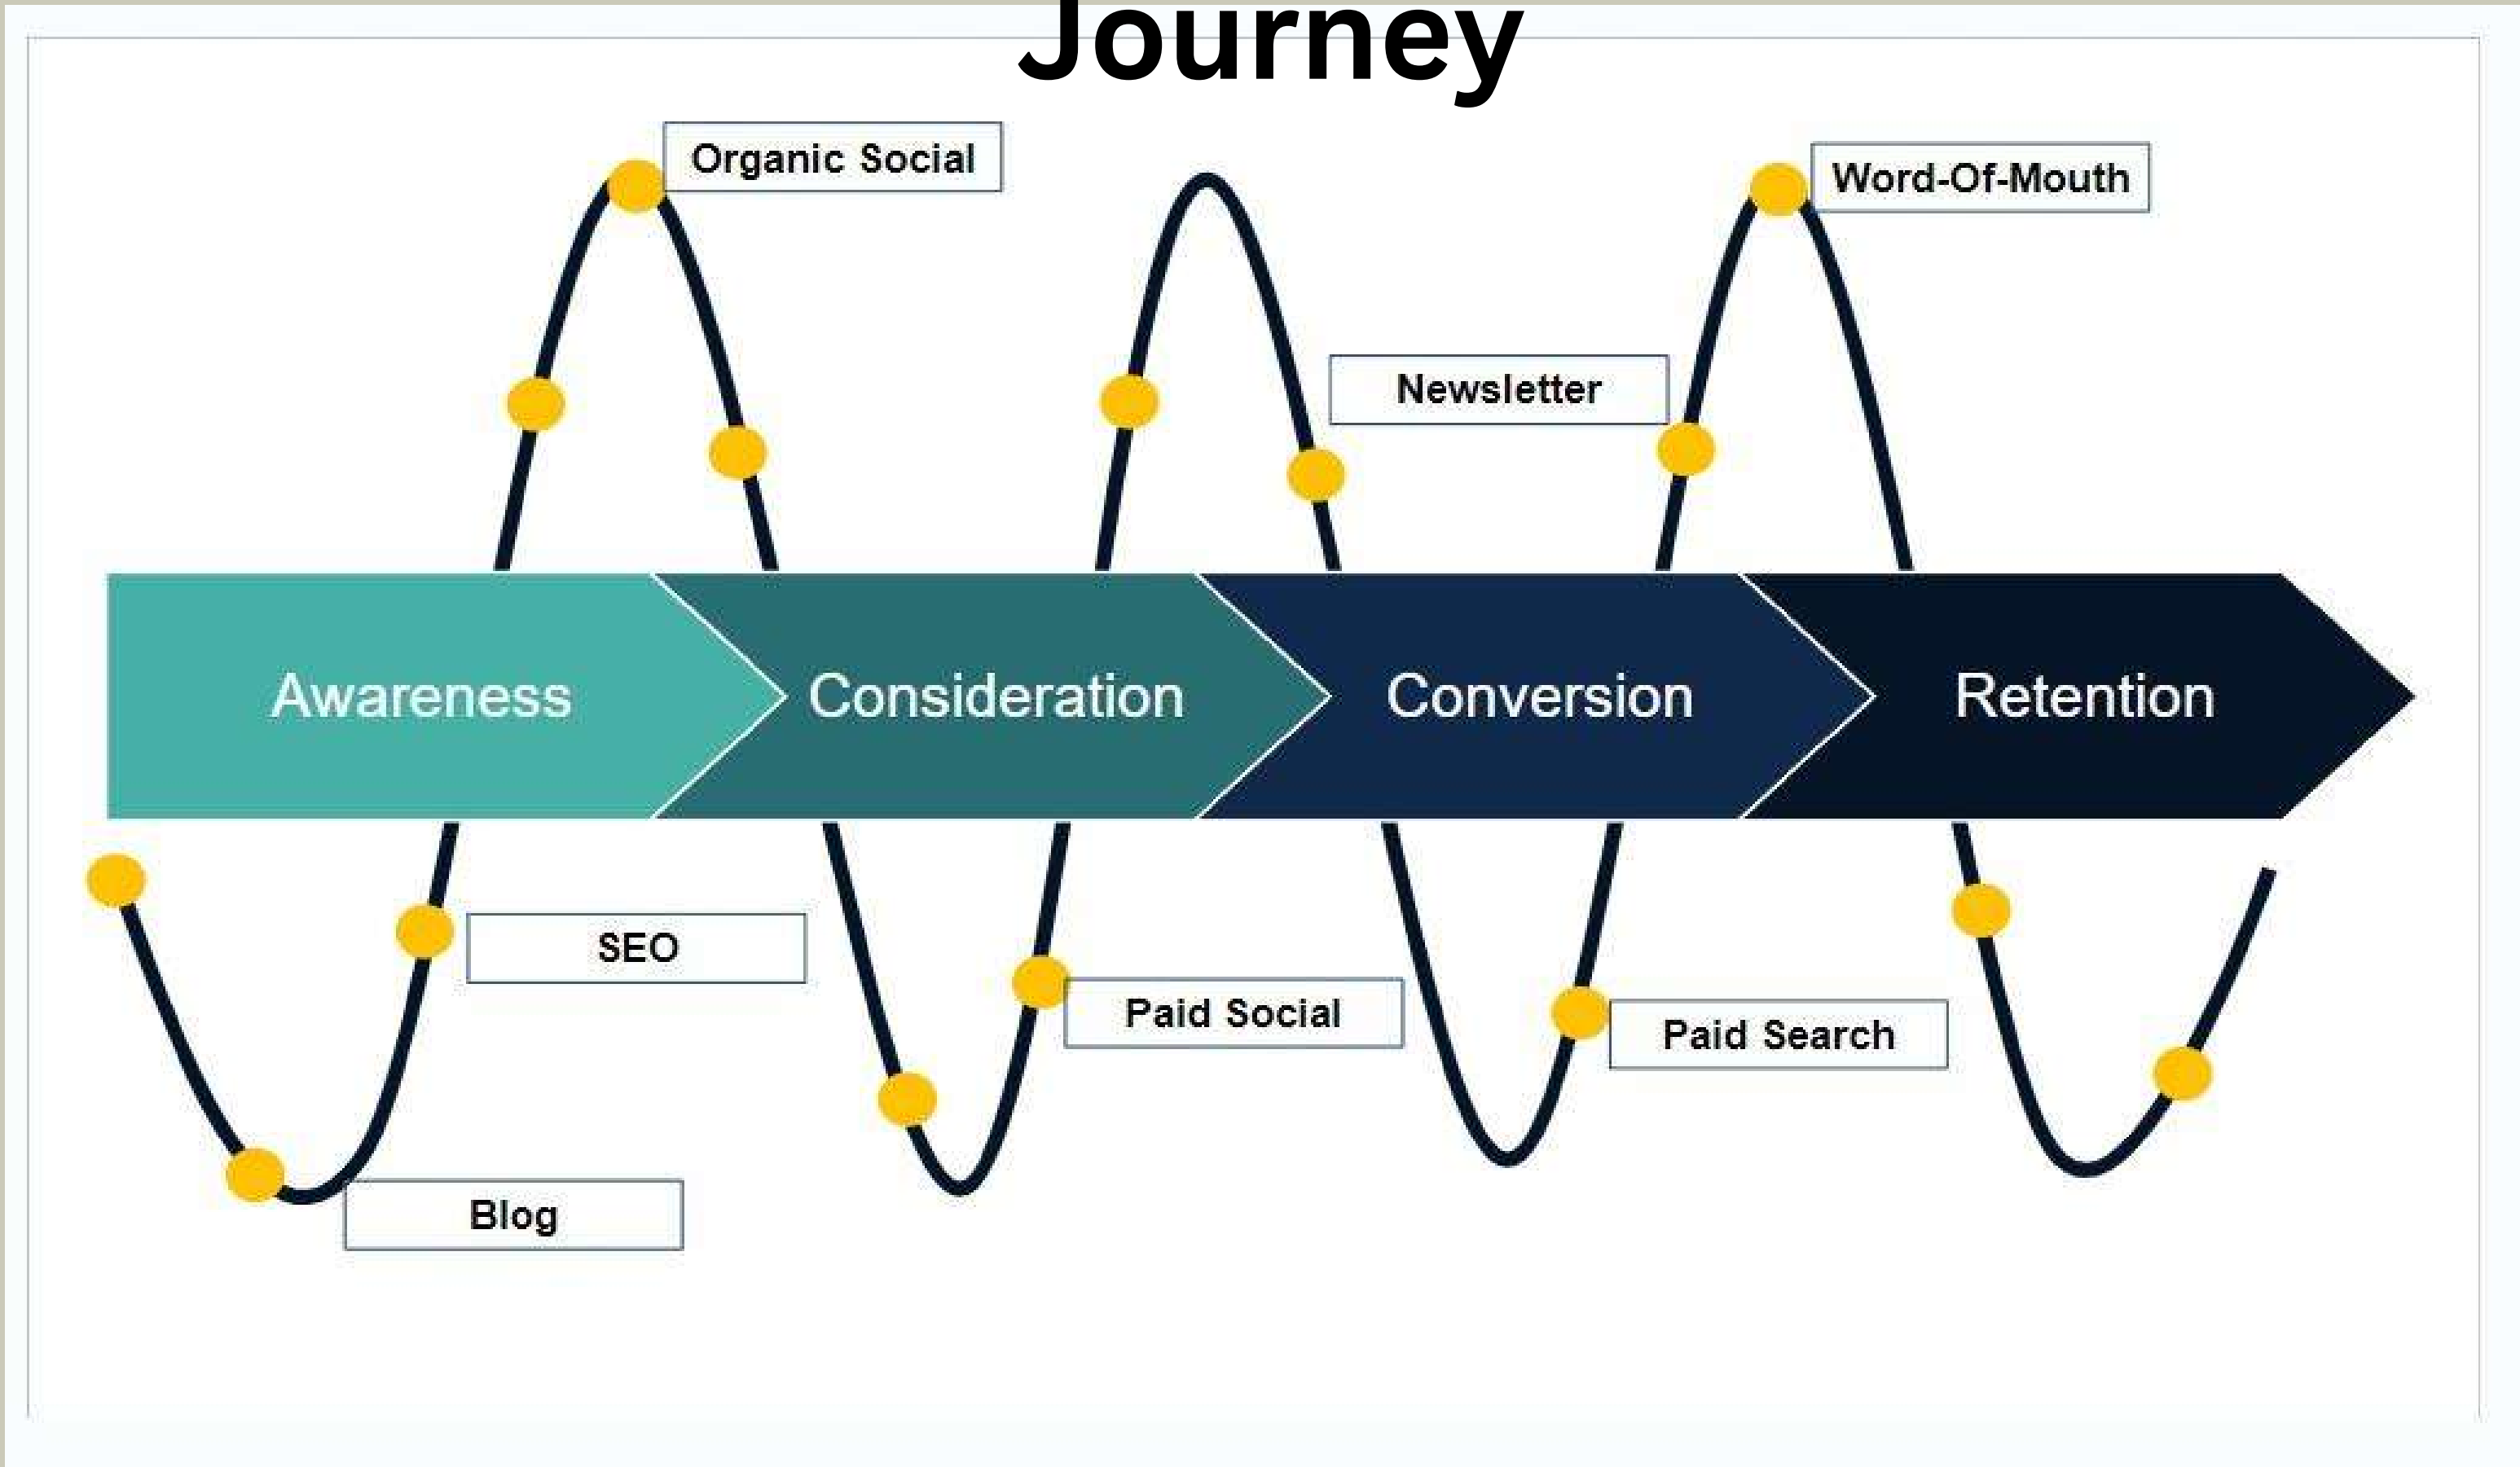 Journey
Organic Social
Word-Of-Mouth
Newsletter
Awareness
Consideration
Conversion
Retention
SEO
Paid Social
Paid Search
Blog